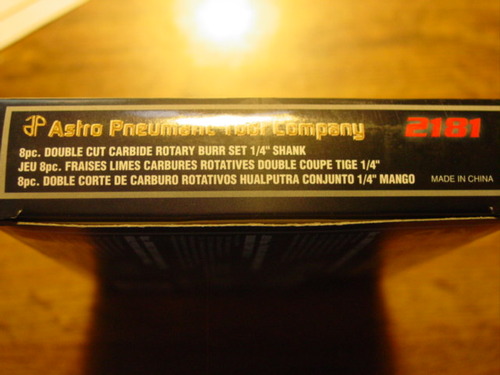 Astro Pneumatic Tool Company 2181
8pc. DOUBLE CUT CARBIDE ROTARY BURR SET 1/4" SHANK
JEU 8pc. FRAISES LIMES CARBURES ROTATIVES DOUBLE COUPE TIGE 1/4"
8pc. DOBLE CORTE DE CARBURO ROTATIVOS HUALPUTRA CONJUNTO 1/4" MANGO MADE IN CHINA